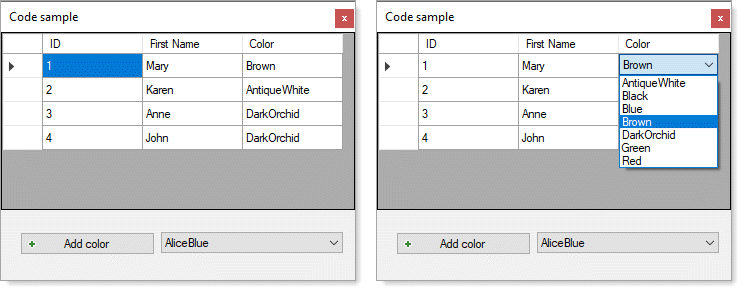 Code sample
ID First Name Color
1 Mary Brown
2 Karen AntiqueWhite
3 Anne DarkOrchid
4 John DarkOrchid
Add color AliceBlue
Code sample
ID First Name Color
1 Mary Brown
2 Karen AntiqueWhite
3 Anne Black
4 John Blue
Brown
DarkOrchid
Green
Red
Add color AliceBlue